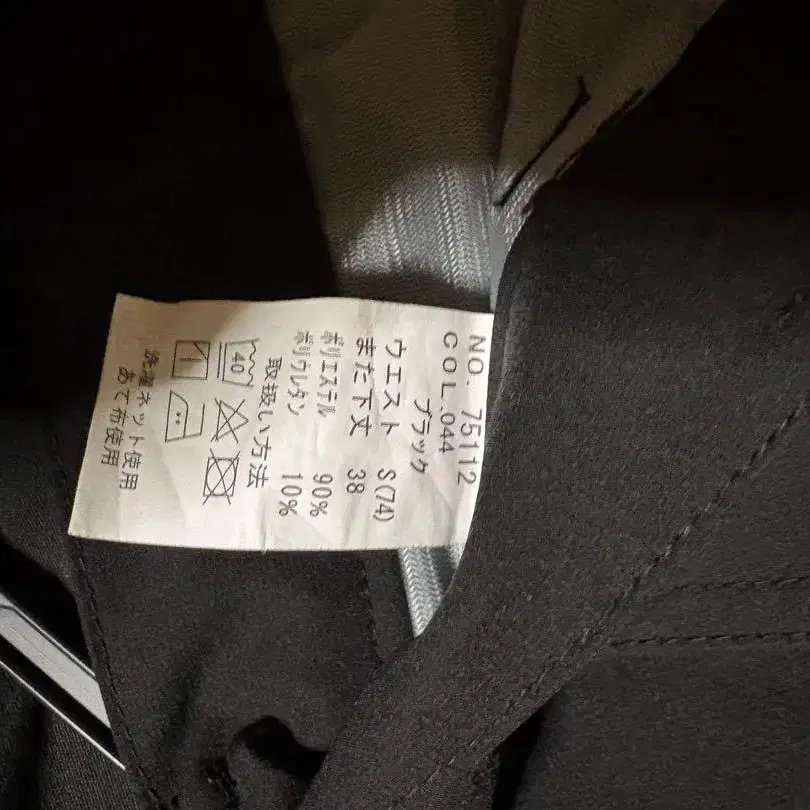 NO. 75112
COL.044
ブラック
ウエスト S(74)
また下丈 38
ポリエステル 90%
ポリウレタン 10%
取扱い方法
40
洗濯ネット使用
あて布使用